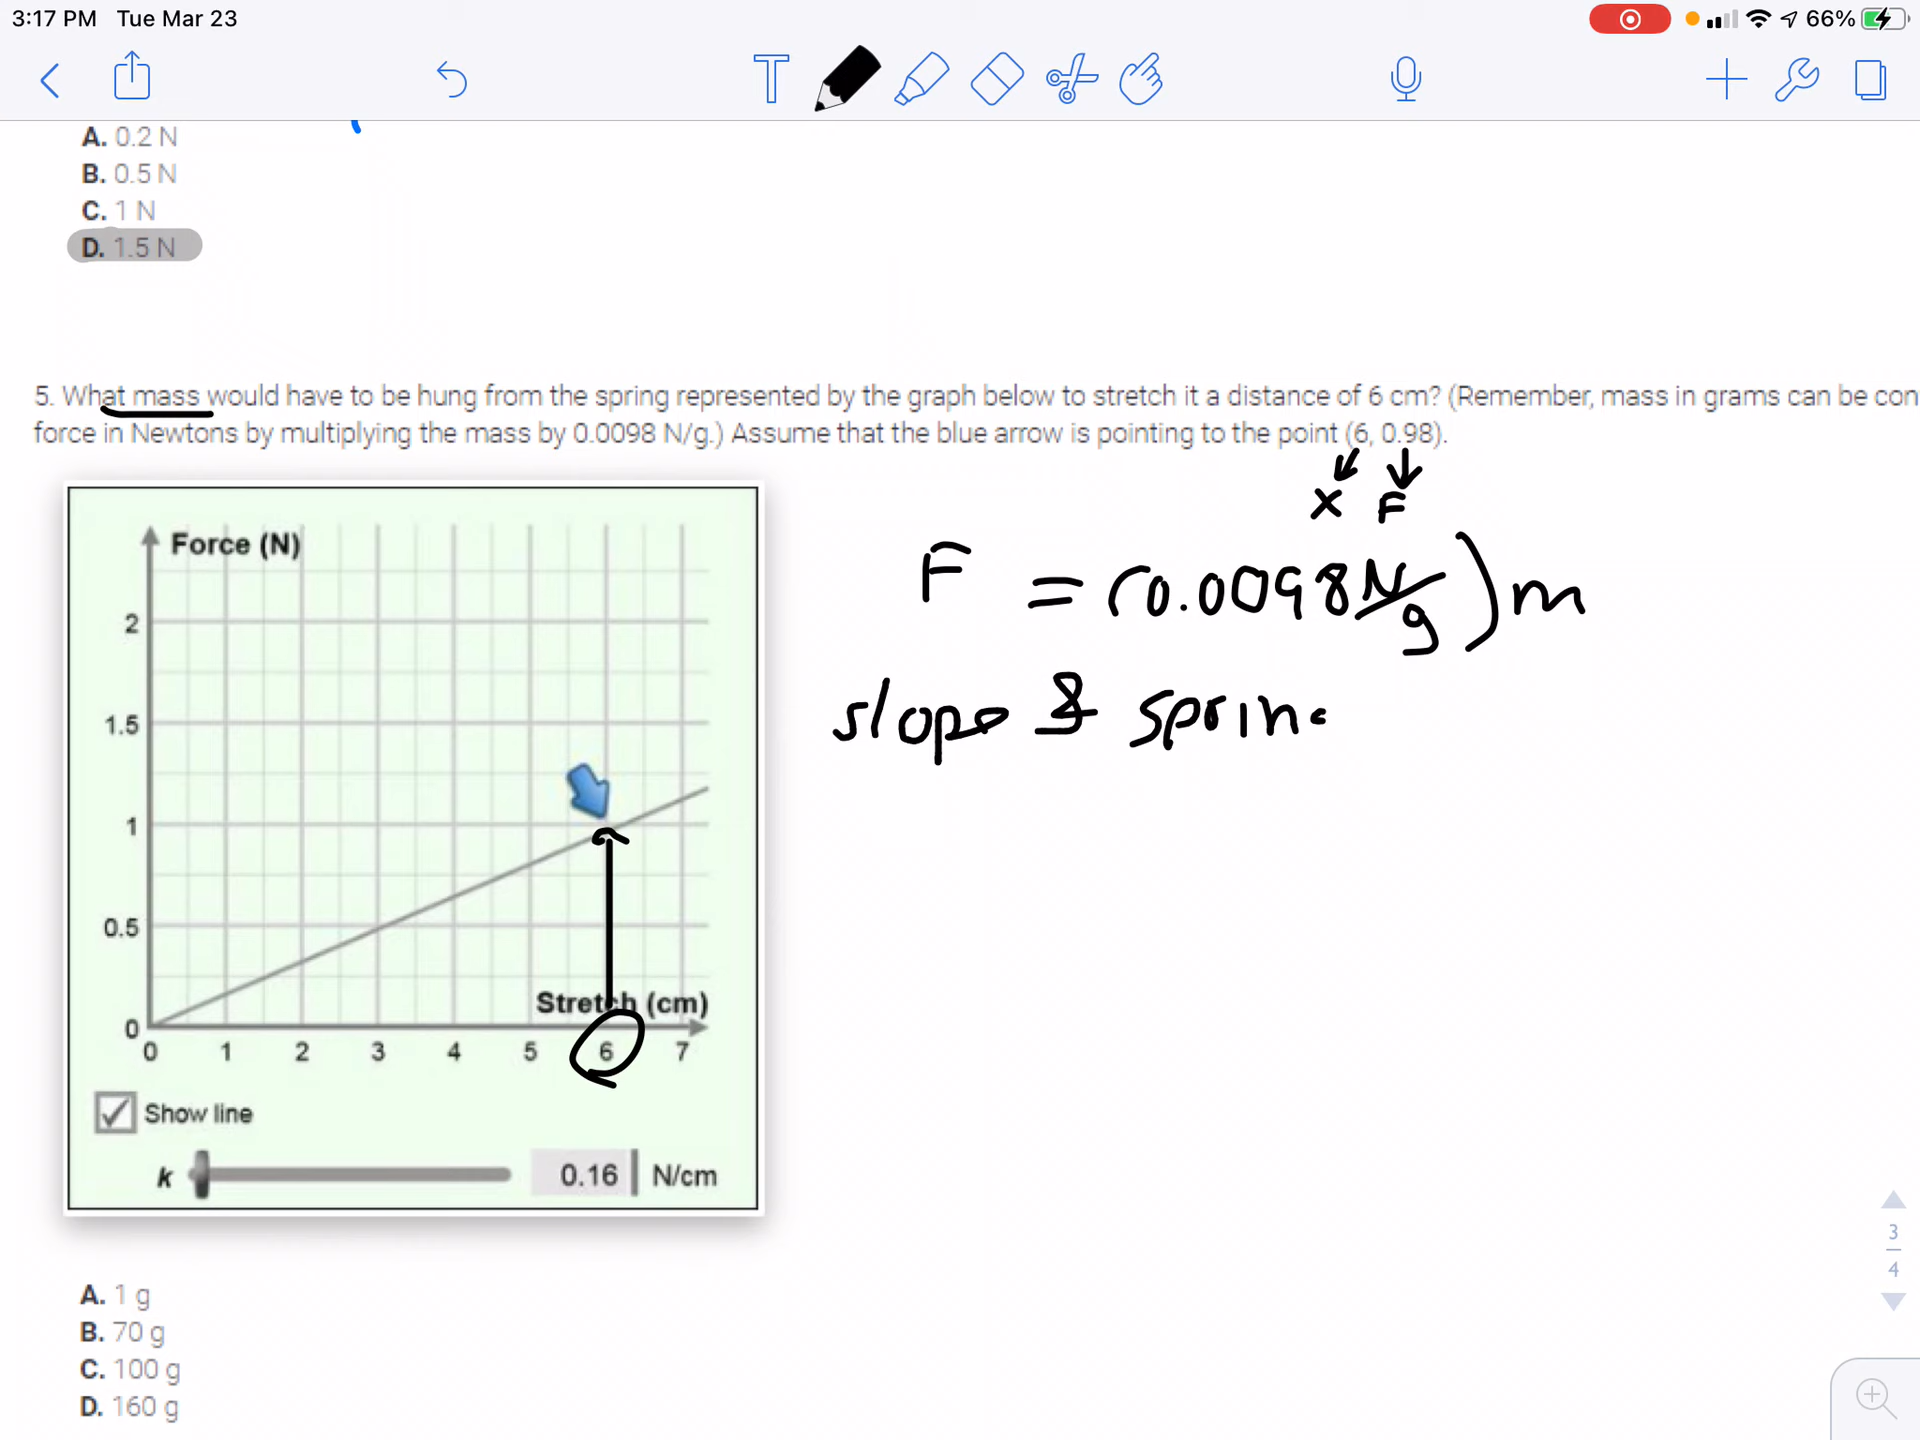 3:17 PM Tue Mar 23
66%
T
A. 0.2 N
B. 0.5 N
C. 1 N
D. 1.5 N
5. What mass would have to be hung from the spring represented by the graph below to stretch it a distance of 6 cm? (Remember, mass in grams can be con
force in Newtons by multiplying the mass by 0.0098 N/g.) Assume that the blue arrow is pointing to the point (6, 0.98).
X F
F = (0.0098 N/g) m
slope & sprin
Force (N)
2
1.5
1
0.5
0
Stretch (cm)
0 1 2 3 4 5 6 7
Show line
k 0.16 N/cm
A. 1 g
B. 70 g
C. 100 g
D. 160 g
3
4